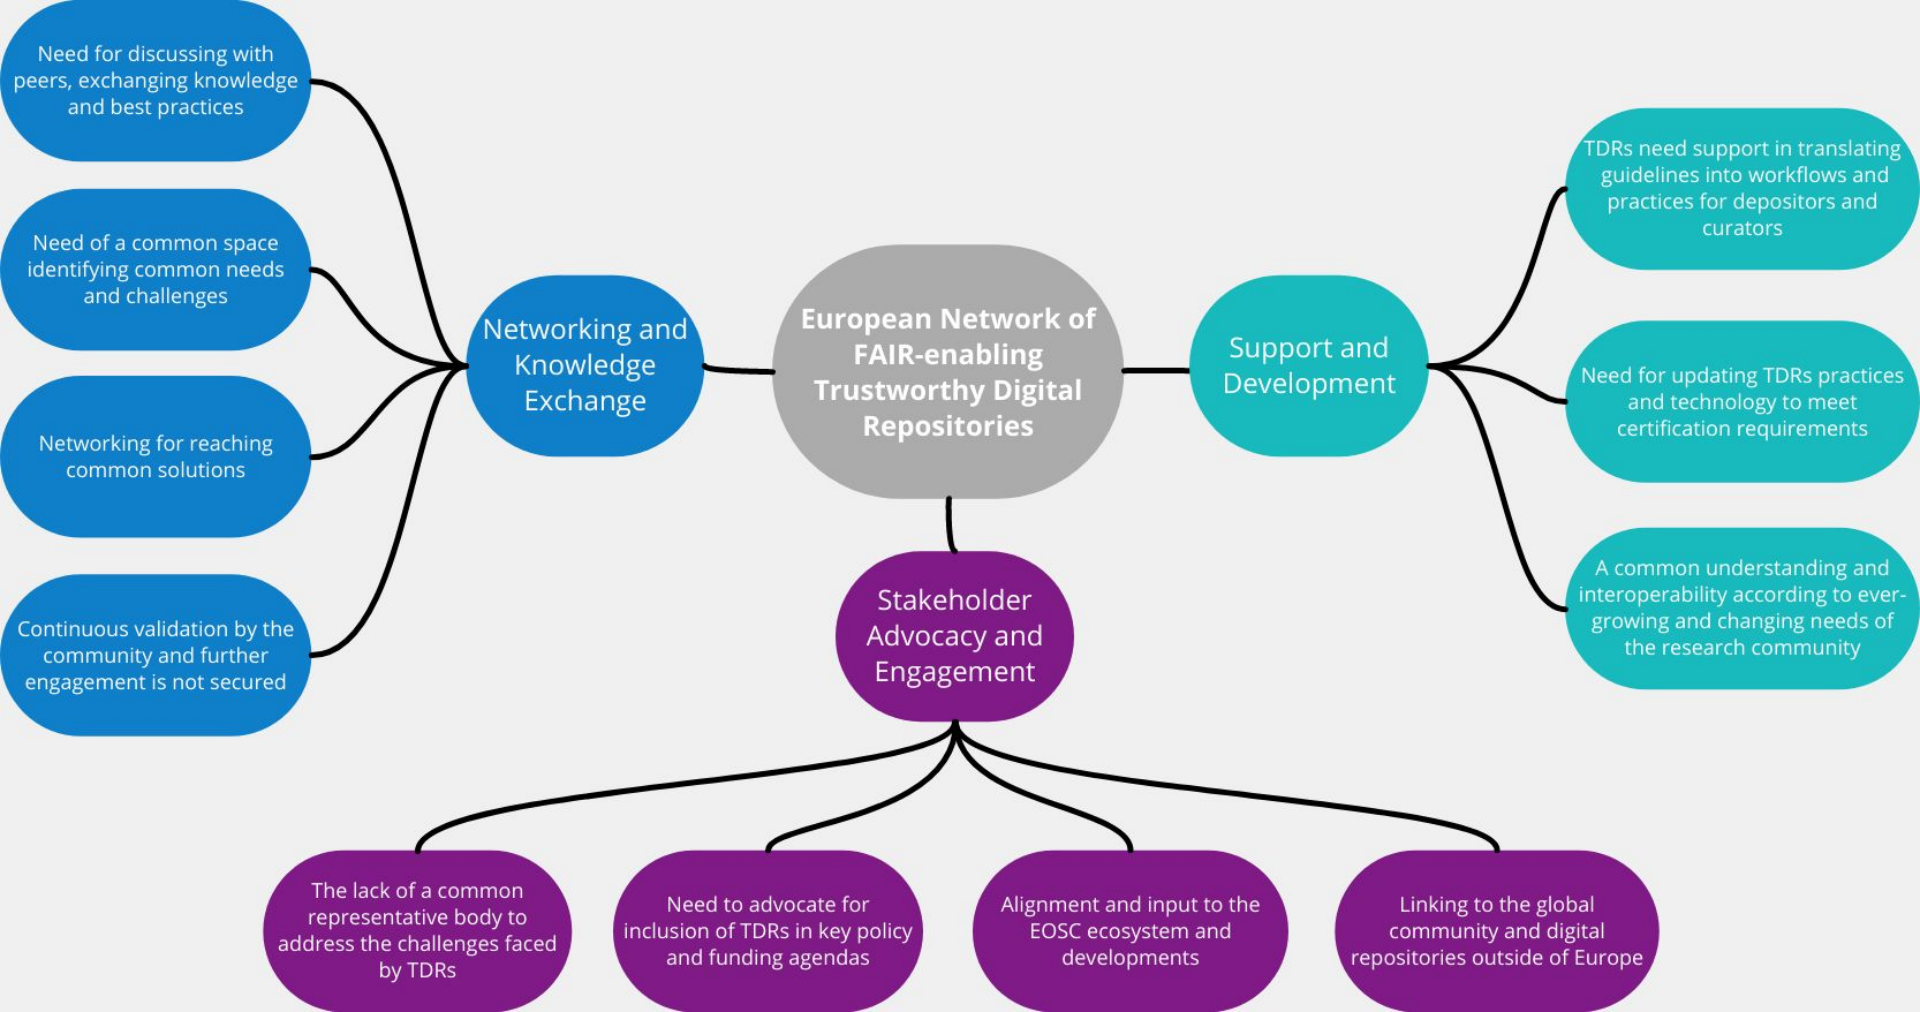 Need for discussing with
peers, exchanging knowledge
and best practices
Need of a common space
identifying common needs
and challenges
Networking for reaching
common solutions
Continuous validation by the
community and further
engagement is not secured
Networking and
Knowledge
Exchange
European Network of
FAIR-enabling
Trustworthy Digital
Repositories
Support and
Development
TDRs need support in translating
guidelines into workflows and
practices for depositors and
curators
Need for updating TDRs practices
and technology to meet
certification requirements
A common understanding and
interoperability according to ever-
growing and changing needs of
the research community
Stakeholder
Advocacy and
Engagement
The lack of a common
representative body to
address the challenges faced
by TDRs
Need to advocate for
inclusion of TDRs in key policy
and funding agendas
Alignment and input to the
EOSC ecosystem and
developments
Linking to the global
community and digital
repositories outside of Europe